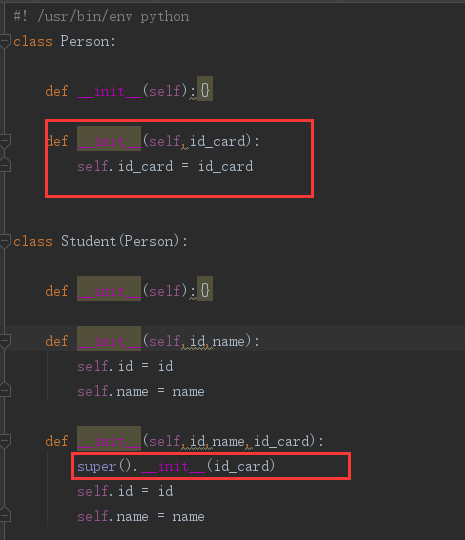 #! /usr/bin/env python
class Person:
def __init__(self):{}
def __init__(self,id_card):
self.id_card = id_card
class Student(Person):
def __init__(self):{}
def __init__(self,id,name):
self.id = id
self.name = name
def __init__(self,id,name,id_card):
super().__init__(id_card)
self.id = id
self.name = name